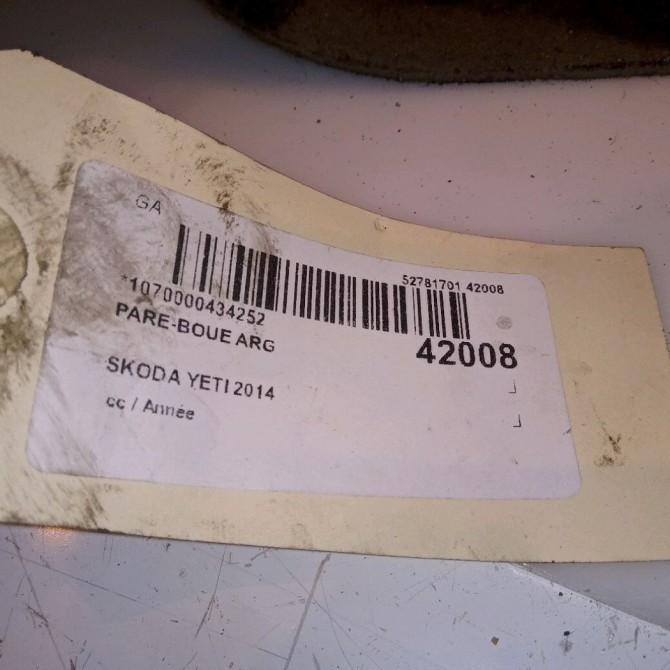 GA
52781701 42008
*1070000434252
PARE-BOUE ARG
42008
SKODA YETI 2014
cc / Année